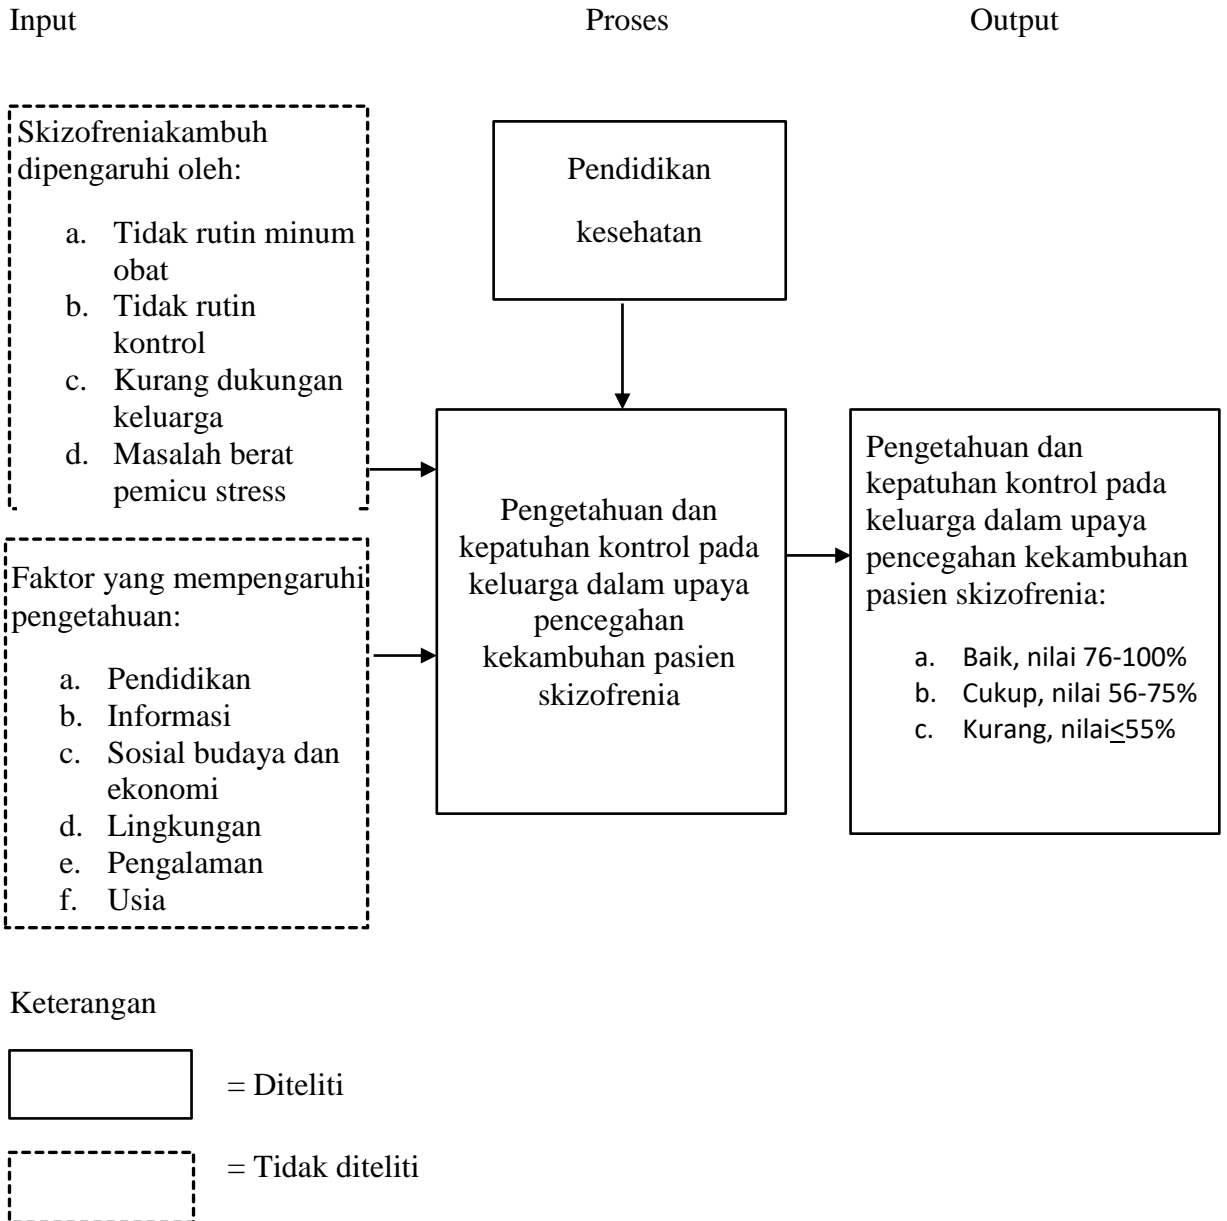 Input
Proses
Output
Skizofreniakambuh
dipengaruhi oleh:
a. Tidak rutin minum
obat
b. Tidak rutin
kontrol
c. Kurang dukungan
keluarga
d. Masalah berat
pemicu stress
Faktor yang mempengaruhi
pengetahuan:
a. Pendidikan
b. Informasi
c. Sosial budaya dan
ekonomi
d. Lingkungan
e. Pengalaman
f. Usia
Pendidikan
kesehatan
Pengetahuan dan
kepatuhan kontrol pada
keluarga dalam upaya
pencegahan
kekambuhan pasien
skizofrenia
Pengetahuan dan
kepatuhan kontrol pada
keluarga dalam upaya
pencegahan kekambuhan
pasien skizofrenia:
a. Baik, nilai 76-100%
b. Cukup, nilai 56-75%
c. Kurang, nilai≤55%
Keterangan
= Diteliti
= Tidak diteliti